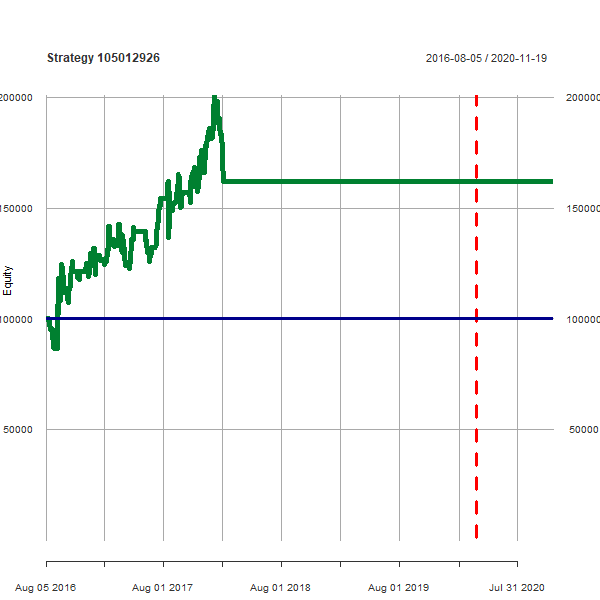 Strategy 105012926
2016-08-05 / 2020-11-19
200000
200000
150000
150000
Equity
100000
100000
50000
50000
Aug 05 2016
Aug 01 2017
Aug 01 2018
Aug 01 2019
Jul 31 2020